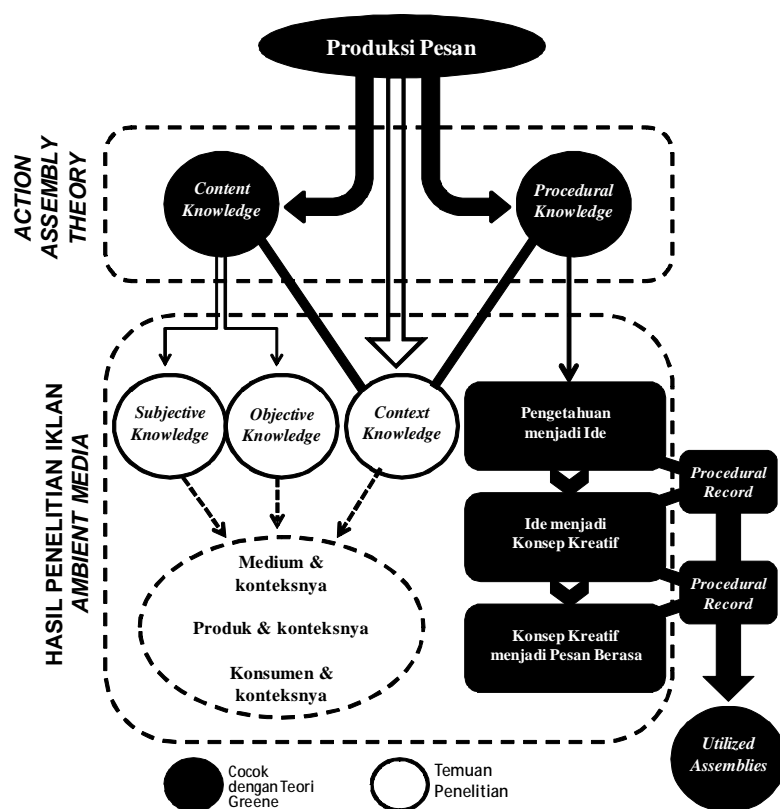 Produksi Pesan
ACTION
ASSEMBLY
THEORY
Content
Knowledge
Procedural
Knowledge
HASIL PENELITIAN IKLAN
AMBIENT MEDIA
Subjective
Knowledge
Objective
Knowledge
Context
Knowledge
Pengetahuan
menjadi Ide
Procedural
Record
Ide menjadi
Konsep Kreatif
Procedural
Record
Konsep Kreatif
menjadi Pesan Berasa
Medium &
konteksnya
Produk & konteksnya
Konsumen &
konteksnya
Utilized
Assemblies
Cocok
dengan Teori
Greene
Temuan
Penelitian